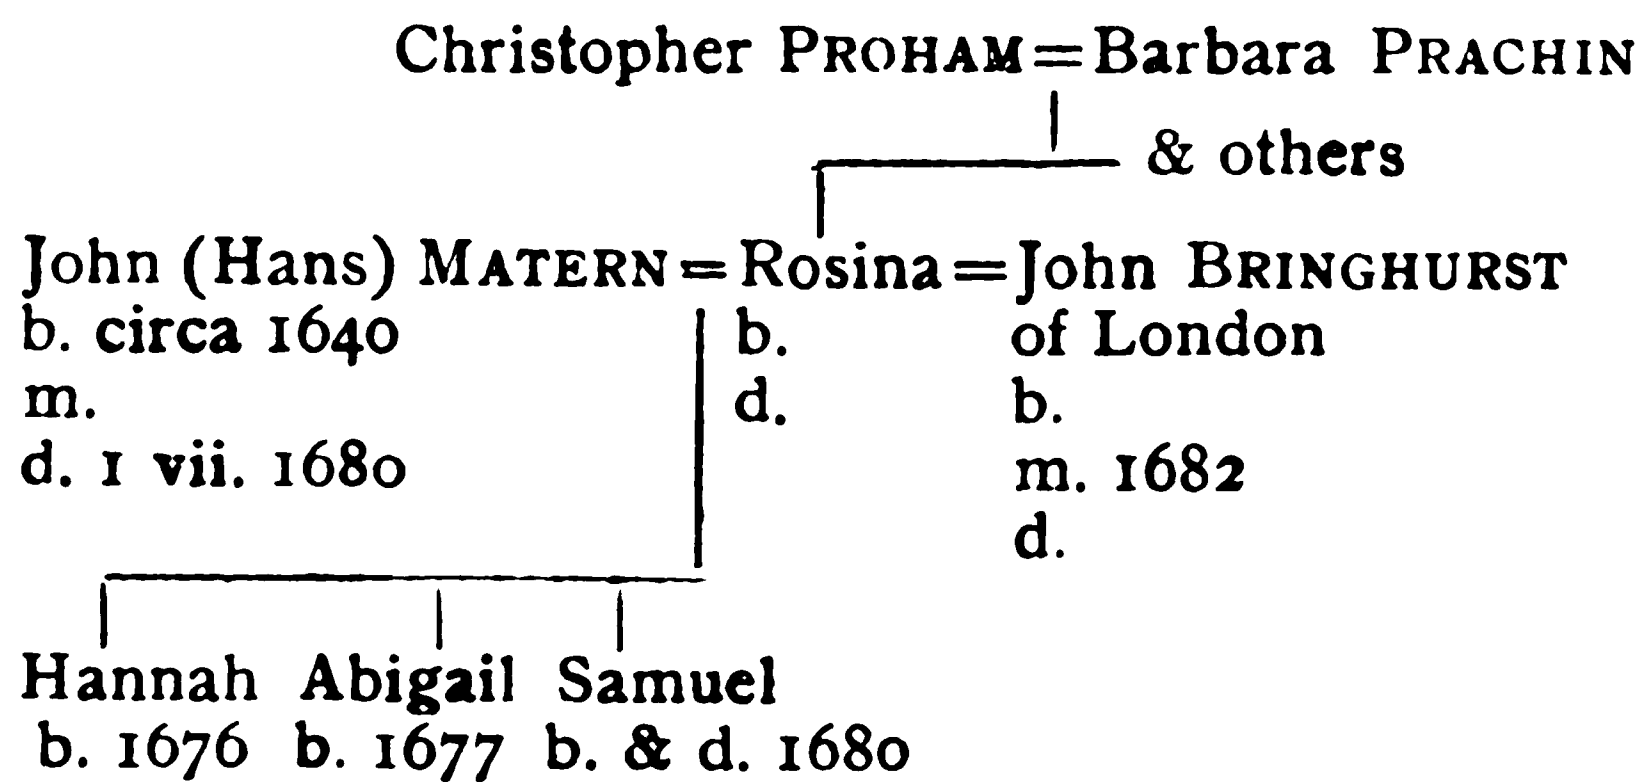 Christopher PROHAM = Barbara PRACHIN
& others
John (Hans) MATERN = Rosina = John BRINGHURST
b. circa 1640 b. of London
m. d. b.
d. 1 vii. 1680 m. 1682
d.
Hannah Abigail Samuel
b. 1676 b. 1677 b. & d. 1680